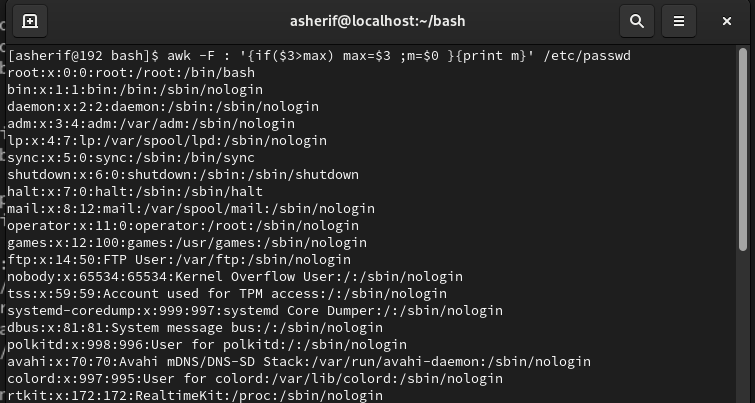 asherif@localhost:~/bash
[asherif@192 bash]$ awk -F : '{if($3>max) max=$3 ;m=$0 }{print m}' /etc/passwd
root:x:0:0:root:/root:/bin/bash
bin:x:1:1:bin:/bin:/sbin/nologin
daemon:x:2:2:daemon:/sbin:/sbin/nologin
adm:x:3:4:adm:/var/adm:/sbin/nologin
lp:x:4:7:lp:/var/spool/lpd:/sbin/nologin
sync:x:5:0:sync:/sbin:/bin/sync
shutdown:x:6:0:shutdown:/sbin:/sbin/shutdown
halt:x:7:0:halt:/sbin:/sbin/halt
mail:x:8:12:mail:/var/spool/mail:/sbin/nologin
operator:x:11:0:operator:/root:/sbin/nologin
games:x:12:100:games:/usr/games:/sbin/nologin
ftp:x:14:50:FTP User:/var/ftp:/sbin/nologin
nobody:x:65534:65534:Kernel Overflow User:/:/sbin/nologin
tss:x:59:59:Account used for TPM access:/:/sbin/nologin
systemd-coredump:x:999:997:systemd Core Dumper:/:/sbin/nologin
dbus:x:81:81:System message bus:/:/sbin/nologin
polkitd:x:998:996:User for polkitd:/:/sbin/nologin
avahi:x:70:70:Avahi mDNS/DNS-SD Stack:/var/run/avahi-daemon:/sbin/nologin
colord:x:997:995:User for colord:/var/lib/colord:/sbin/nologin
rtkit:x:172:172:RealtimeKit:/proc:/sbin/nologin